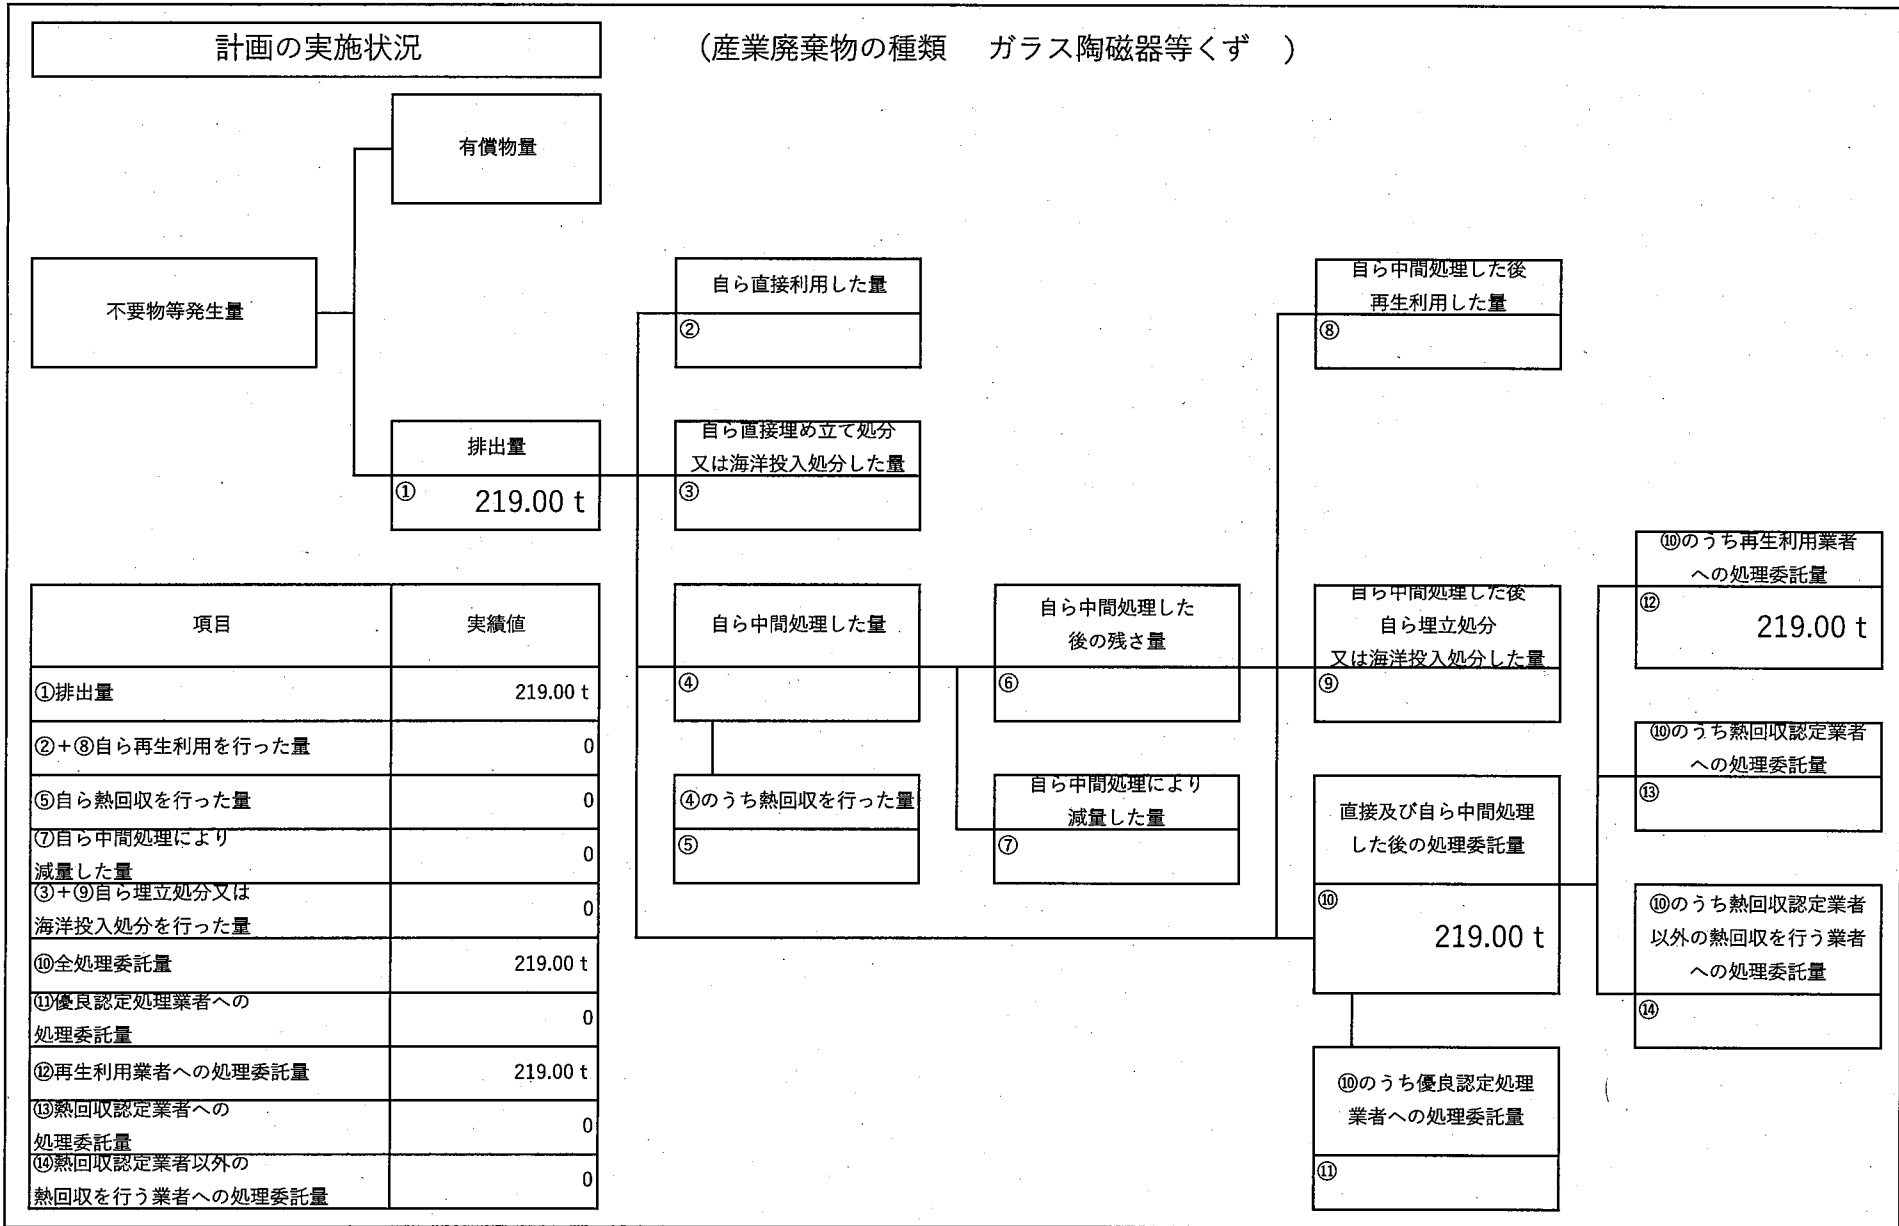 計画の実施状況 (産業廃棄物の種類 ガラス陶磁器等くず )
有償物量
不要物等発生量
自ら直接利用した量
②
自ら中間処理した後
再生利用した量
⑧
排出量
① 219.00 t
自ら直接埋め立て処分
又は海洋投入処分した量
③
⑩のうち再生利用業者
への処理委託量
⑫
219.00 t
自ら中間処理した量
④
自ら中間処理した
後の残さ量
⑥
自ら中間処理した後
自ら埋立処分
又は海洋投入処分した量
⑨
⑩のうち熱回収認定業者
への処理委託量
⑬
④のうち熱回収を行った量
⑤
自ら中間処理により
減量した量
⑦
直接及び自ら中間処理
した後の処理委託量
⑩
219.00 t
⑩のうち熱回収認定業者
以外の熱回収を行う業者
への処理委託量
⑭
⑩のうち優良認定処理
業者への処理委託量
⑪
項目 実績値
①排出量 219.00 t
②+⑧自ら再生利用を行った量 0
⑤自ら熱回収を行った量 0
⑦自ら中間処理により
減量した量 0
③+⑨自ら埋立処分又は
海洋投入処分を行った量 0
⑩全処理委託量 219.00 t
⑪優良認定処理業者への
処理委託量 0
⑫再生利用業者への処理委託量 219.00 t
⑬熱回収認定業者への
処理委託量 0
⑭熱回収認定業者以外の
熱回収を行う業者への処理委託量 0